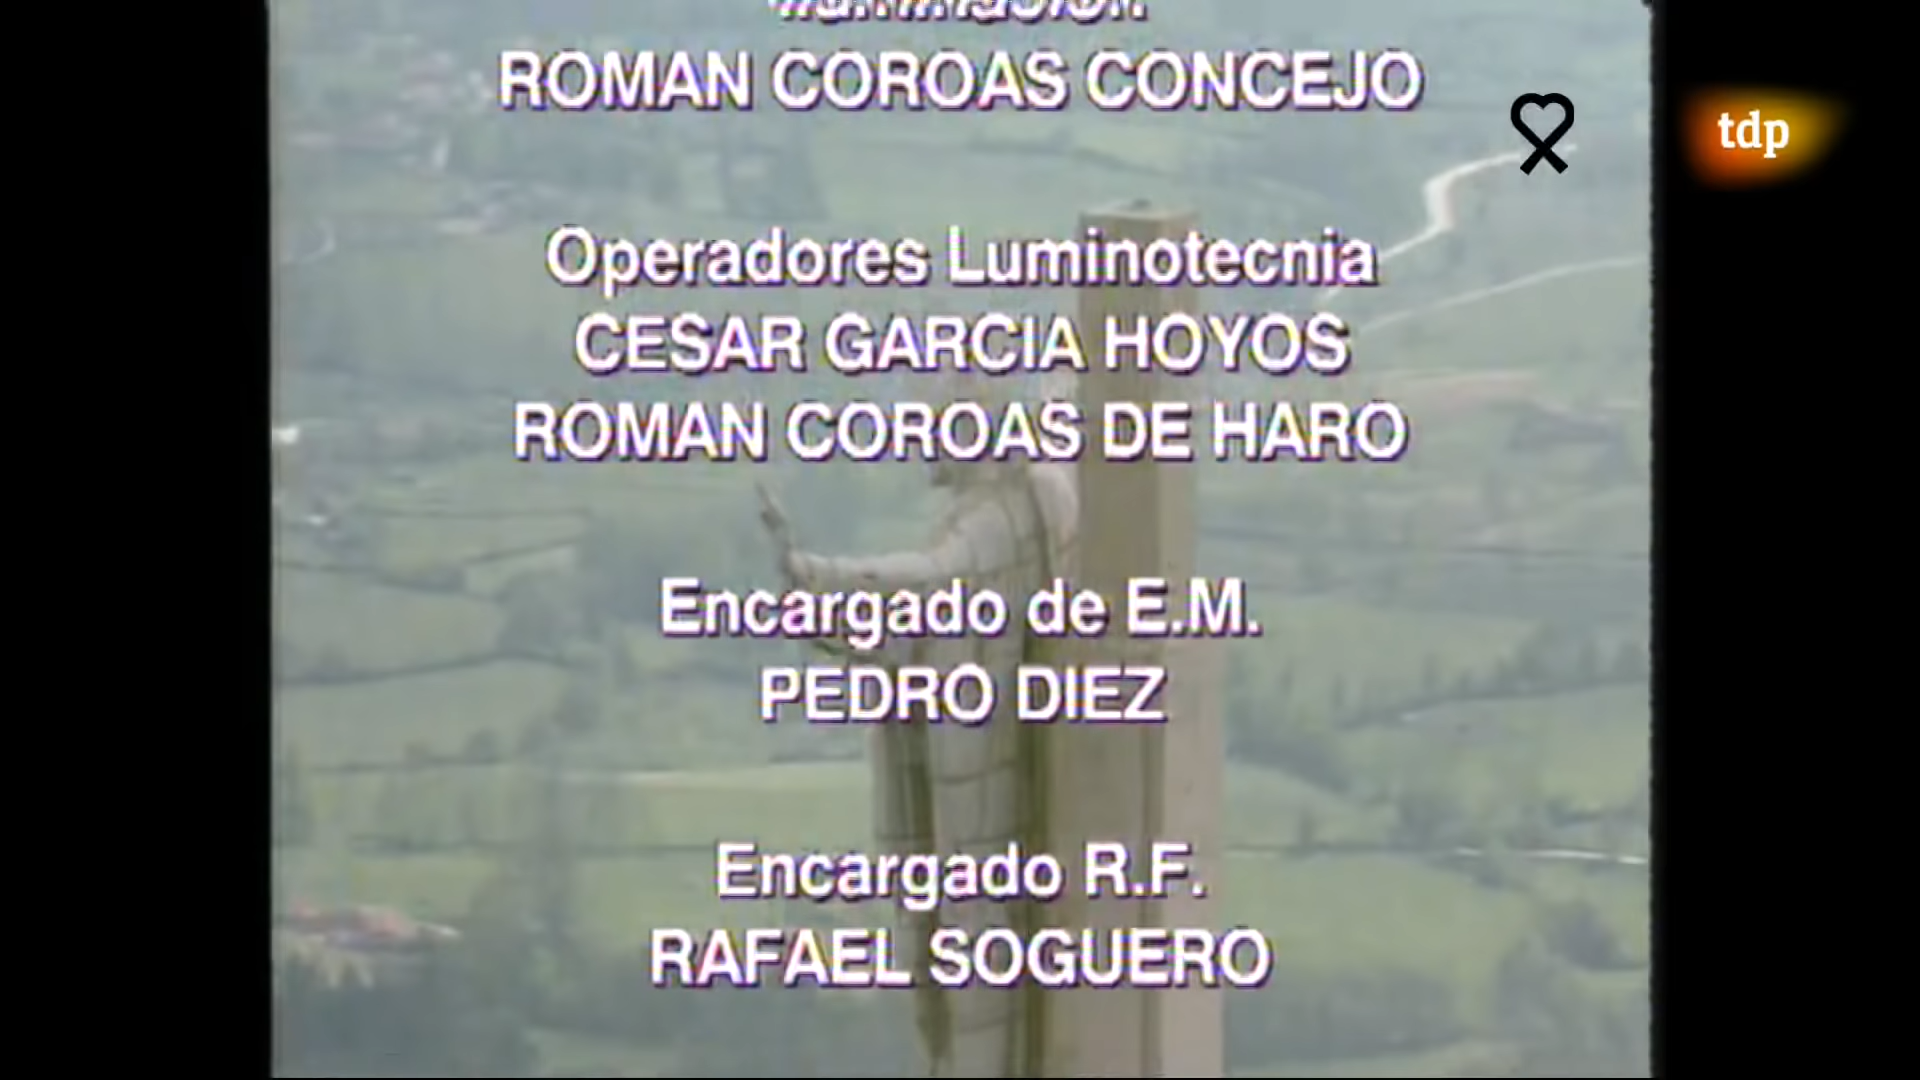 ROMAN COROAS CONCEJO
tdp
Operadores Luminotecnia
CESAR GARCIA HOYOS
ROMAN COROAS DE HARO
Encargado de E.M.
PEDRO DIEZ
Encargado R.F.
RAFAEL SOGUERO